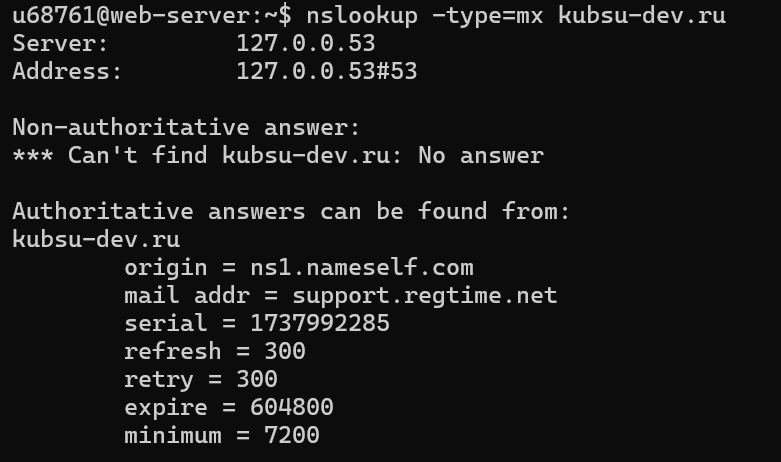 u68761@web-server:~$ nslookup -type=mx kubsu-dev.ru
Server:         127.0.0.53
Address:        127.0.0.53#53

Non-authoritative answer:
*** Can't find kubsu-dev.ru: No answer

Authoritative answers can be found from:
kubsu-dev.ru
        origin = ns1.nameself.com
        mail addr = support.regtime.net
        serial = 1737992285
        refresh = 300
        retry = 300
        expire = 604800
        minimum = 7200